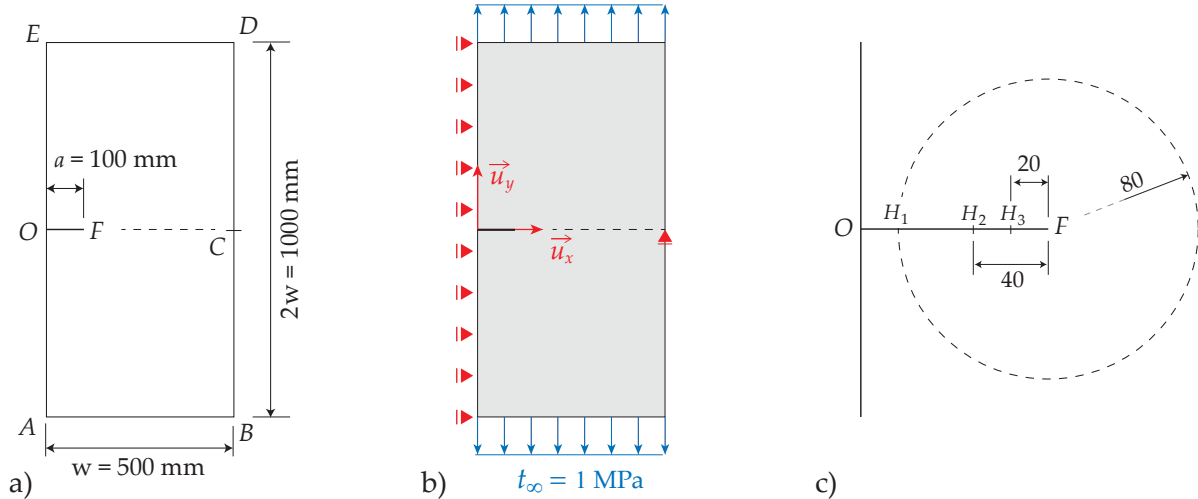 E
D
a = 100 mm
O
F
C
2w = 1000 mm
A
B
w = 500 mm
a)
u_y
u_x
t_∞ = 1 MPa
b)
20
80
O
H_1
H_2
H_3
F
40
c)